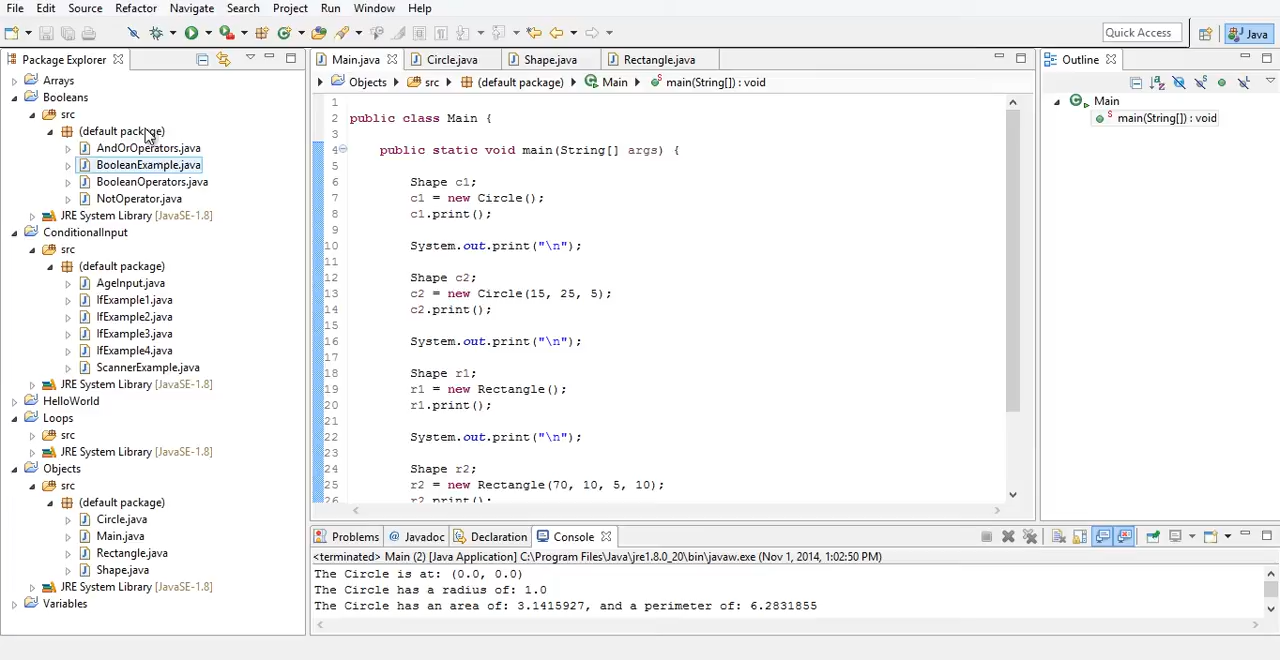 File Edit Source Refactor Navigate Search Project Run Window Help
Quick Access
Java
Package Explorer
Arrays
Booleans
src
(default package)
AndOrOperators.java
BooleanExample.java
BooleanOperators.java
NotOperator.java
JRE System Library [JavaSE-1.8]
ConditionalInput
src
(default package)
AgeInput.java
IfExample1.java
IfExample2.java
IfExample3.java
IfExample4.java
ScannerExample.java
JRE System Library [JavaSE-1.8]
HelloWorld
Loops
src
JRE System Library [JavaSE-1.8]
Objects
src
(default package)
Circle.java
Main.java
Rectangle.java
Shape.java
JRE System Library [JavaSE-1.8]
Variables
Main.java Circle.java Shape.java Rectangle.java
Objects src (default package) Main main(String[]) : void
1
2 public class Main {
3
4 public static void main(String[] args) {
5
6 Shape c1;
7 c1 = new Circle();
8 c1.print();
9
10 System.out.print("\n");
11
12 Shape c2;
13 c2 = new Circle(15, 25, 5);
14 c2.print();
15
16 System.out.print("\n");
17
18 Shape r1;
19 r1 = new Rectangle();
20 r1.print();
21
22 System.out.print("\n");
23
24 Shape r2;
25 r2 = new Rectangle(70, 10, 5, 10);
26 r2.print();
Outline
Main
main(String[]) : void
Problems @ Javadoc Declaration Console
<terminated> Main (2) [Java Application] C:\Program Files\Java\jre1.8.0_20\bin\javaw.exe (Nov 1, 2014, 1:02:50 PM)
The Circle is at: (0.0, 0.0)
The Circle has a radius of: 1.0
The Circle has an area of: 3.1415927, and a perimeter of: 6.2831855